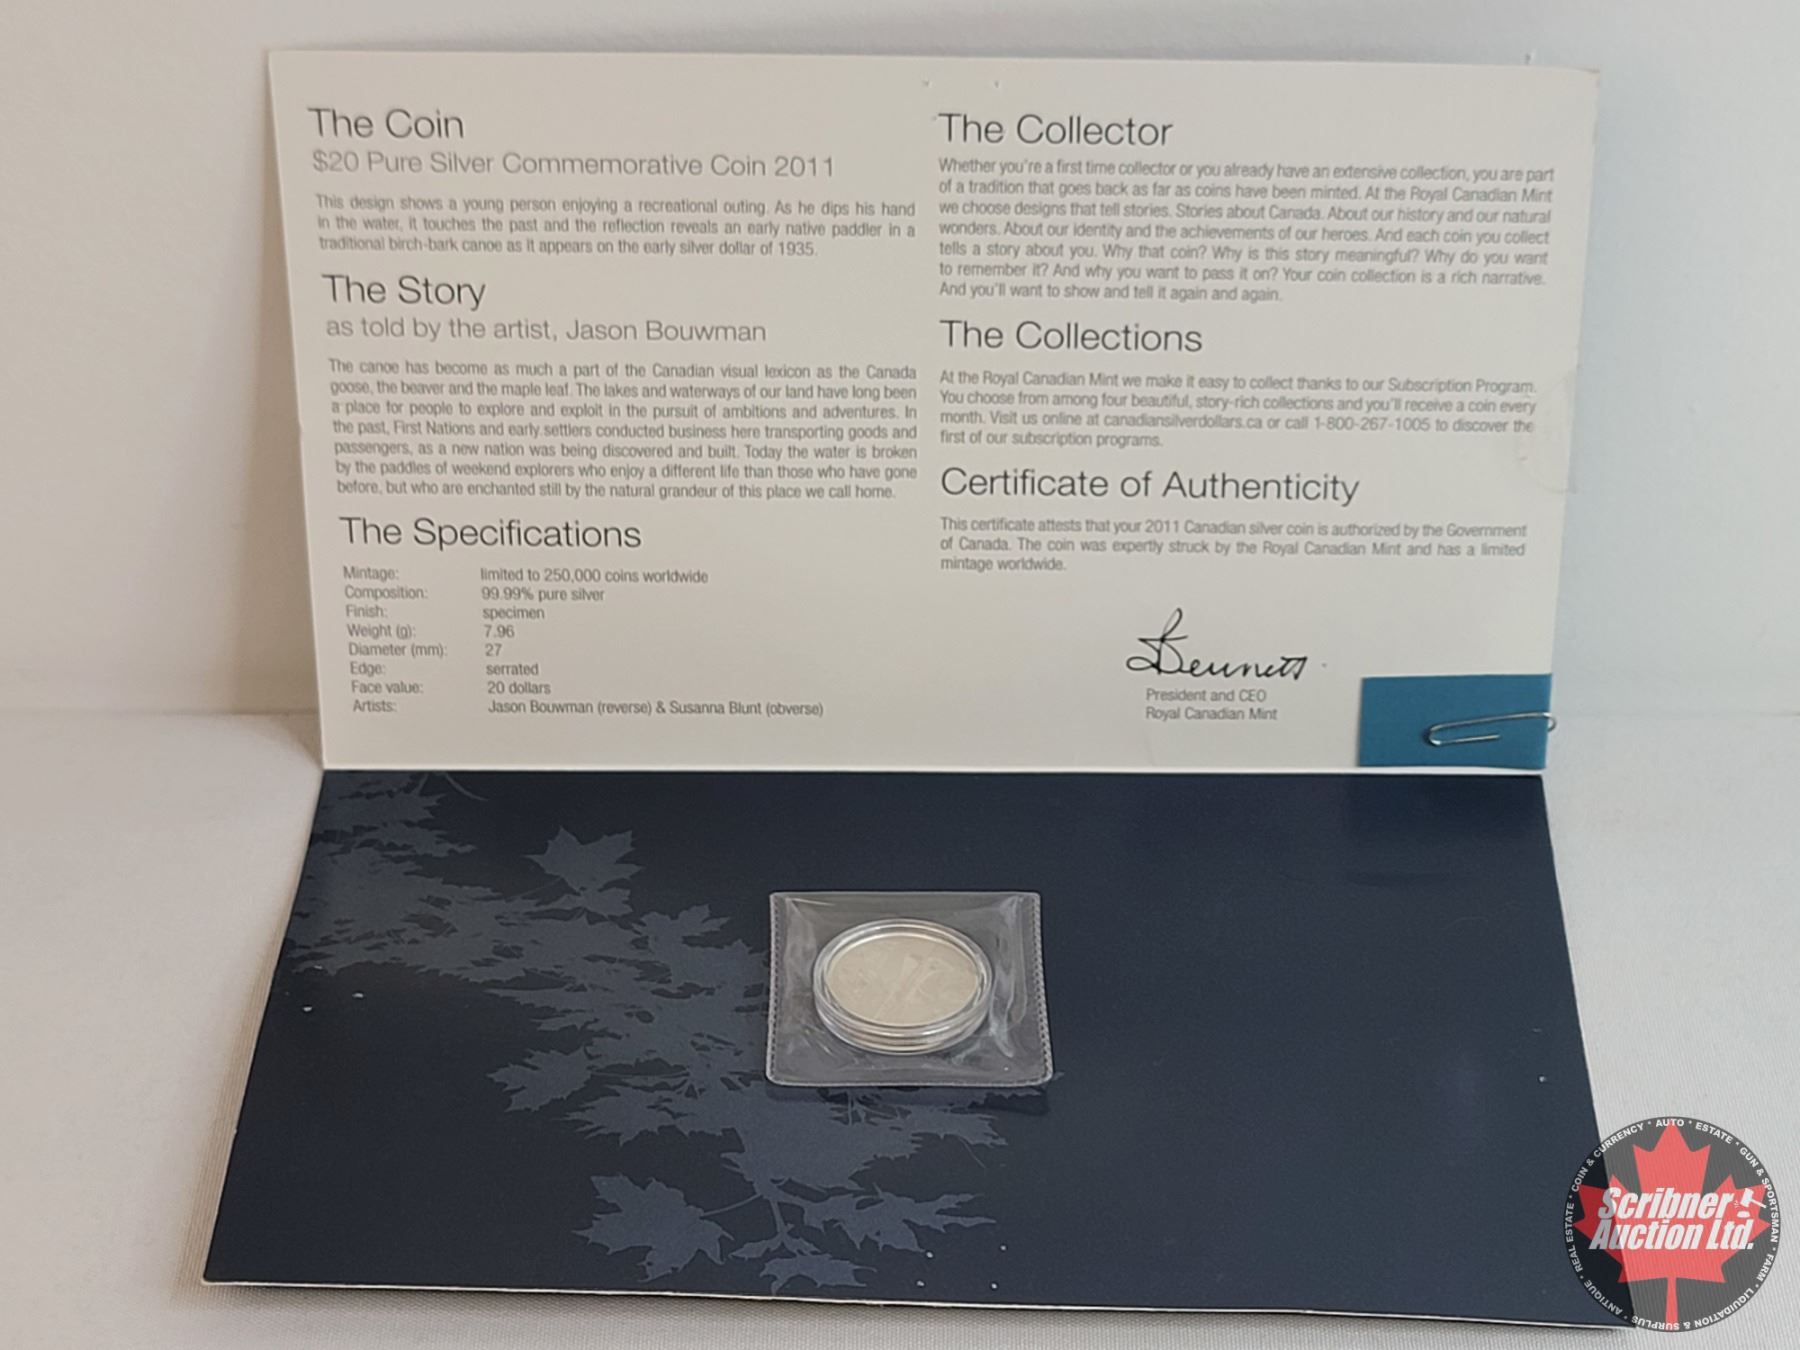 The Coin
$20 Pure Silver Commemorative Coin 2011
This design shows a young person enjoying a recreational outing. As he dips his hand
in the water, it touches the past and the reflection reveals an early native paddler in a
traditional birch-bark canoe as it appears on the early silver dollar of 1935.
The Story
as told by the artist, Jason Bouwman
The canoe has become as much a part of the Canadian visual lexicon as the Canada
goose, the beaver and the maple leaf. The lakes and waterways of our land have long been
a place for people to explore and exploit in the pursuit of ambitions and adventures. In
the past, First Nations and early settlers conducted business here transporting goods and
passengers, as a new nation was being discovered and built. Today the water is broken
by the paddles of weekend explorers who enjoy a different life than those who have gone
before, but who are enchanted still by the natural grandeur of this place we call home.
The Specifications
Mintage: limited to 250,000 coins worldwide
Composition: 99.99% pure silver
Finish: specimen
Weight (g): 7.96
Diameter (mm): 27
Edge: serrated
Face value: 20 dollars
Artists: Jason Bouwman (reverse) & Susanna Blunt (obverse)
The Collector
Whether you're a first time collector or you already have an extensive collection, you are part
of a tradition that goes back as far as coins have been minted. At the Royal Canadian Mint
we choose designs that tell stories. Stories about Canada. About our history and our natural
wonders. About our identity and the achievements of our heroes. And each coin you collect
tells a story about you. Why that coin? Why is this story meaningful? Why do you want
to remember it? And why you want to pass it on? Your coin collection is a rich narrative.
And you'll want to show and tell it again and again.
The Collections
At the Royal Canadian Mint we make it easy to collect thanks to our Subscription Program.
You choose from among four beautiful, story-rich collections and you'll receive a coin every
month. Visit us online at canadiansilverdollars.ca or call 1-800-267-1005 to discover the
first of our subscription programs.
Certificate of Authenticity
This certificate attests that your 2011 Canadian silver coin is authorized by the Government
of Canada. The coin was expertly struck by the Royal Canadian Mint and has a limited
mintage worldwide.
Bennett
President and CEO
Royal Canadian Mint
Scribner
Auction Ltd.
ANTIQUE · REAL ESTATE · COIN & CURRENCY · AUTO · ESTATE · GUN & SPORTSMAN · FARM · LIQUIDATION & SURPLUS ·